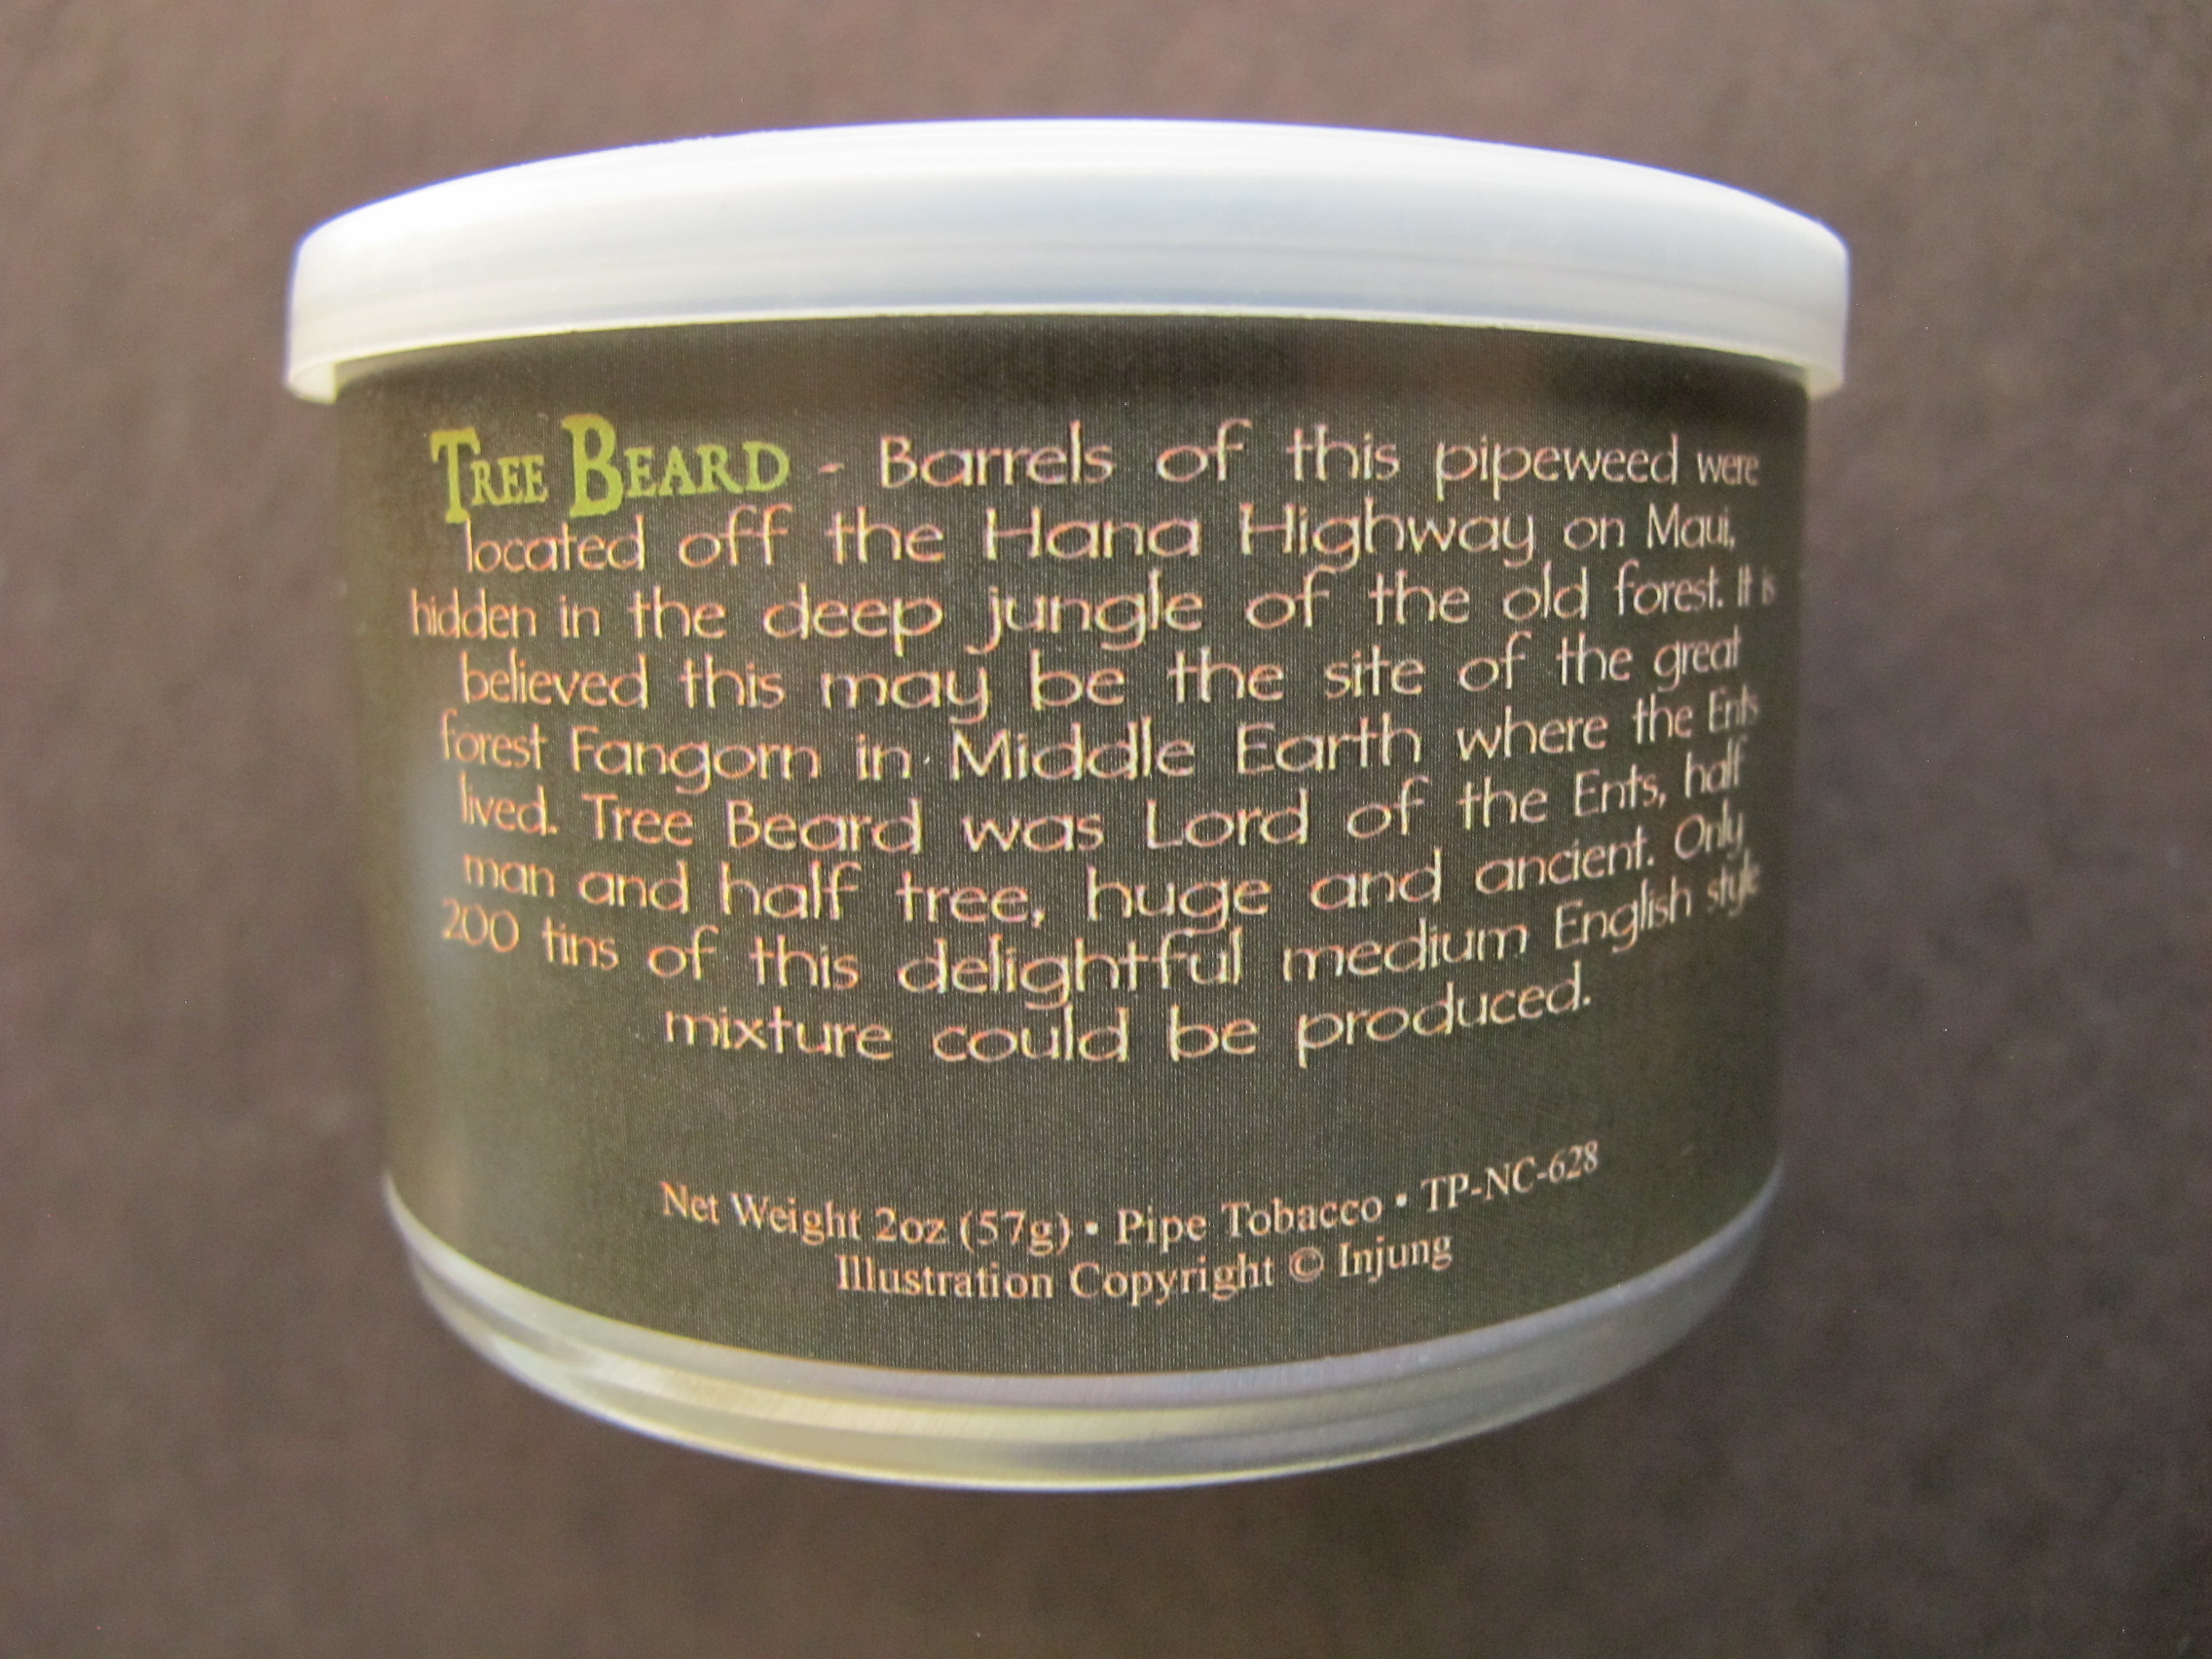 TREE BEARD - Barrels of this pipeweed were
located off the Hana Highway on Maui,
hidden in the deep jungle of the old forest. It is
believed this may be the site of the great
forest Fangorn in Middle Earth where the Ents
lived. Tree Beard was Lord of the Ents, half
man and half tree, huge and ancient. Only
200 tins of this delightful medium English style
mixture could be produced.
Net Weight 2oz (57g) • Pipe Tobacco • TP-NC-628
Illustration Copyright © Injung